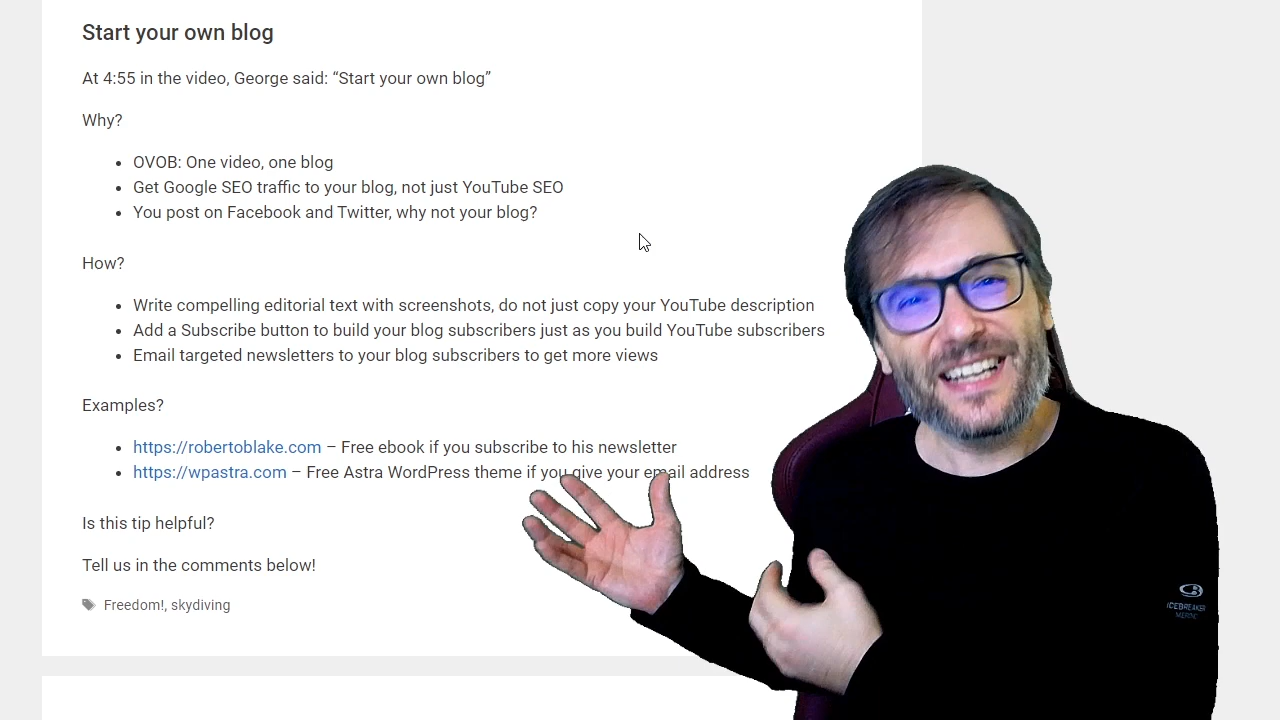 Start your own blog
At 4:55 in the video, George said: “Start your own blog”
Why?
OVOB: One video, one blog
Get Google SEO traffic to your blog, not just YouTube SEO
You post on Facebook and Twitter, why not your blog?
How?
Write compelling editorial text with screenshots, do not just copy your YouTube description
Add a Subscribe button to build your blog subscribers just as you build YouTube subscribers
Email targeted newsletters to your blog subscribers to get more views
Examples?
https://robertoblake.com – Free ebook if you subscribe to his newsletter
https://wpastra.com – Free Astra WordPress theme if you give your email address
Is this tip helpful?
Tell us in the comments below!
Freedom!, skydiving
ICEBREAKER
MERINO